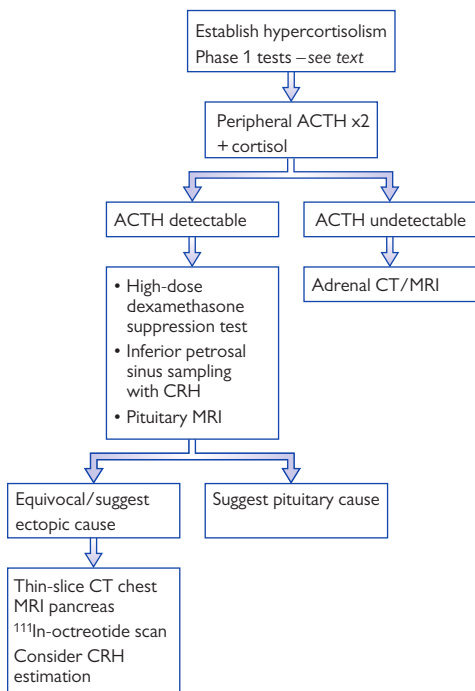 Establish hypercortisolism
Phase 1 tests – see text
Peripheral ACTH x2
+ cortisol
ACTH detectable
ACTH undetectable
• High-dose
dexamethasone
suppression test
• Inferior petrosal
sinus sampling
with CRH
• Pituitary MRI
Adrenal CT/MRI
Equivocal/suggest
ectopic cause
Suggest pituitary cause
Thin-slice CT chest
MRI pancreas
¹¹¹In-octreotide scan
Consider CRH
estimation